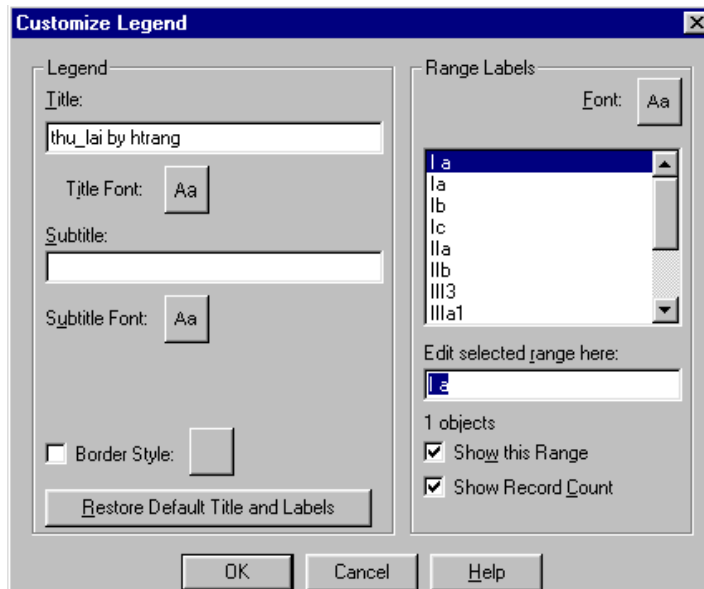 Customize Legend
Legend
Title:
thu_lai by htrang
Title Font: Aa
Subtitle:
Subtitle Font: Aa
Border Style:
Restore Default Title and Labels
Range Labels
Font: Aa
I a
Ia
Ib
Ic
IIa
IIb
III3
IIIa1
Edit selected range here:
I a
1 objects
Show this Range
Show Record Count
OK
Cancel
Help